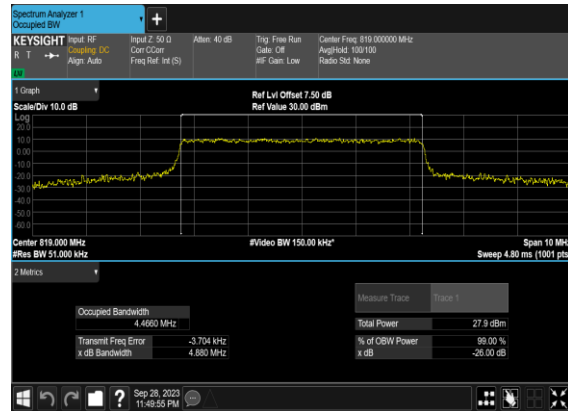 Spectrum Analyzer 1
Occupied BW
+
KEYSIGHT Input: RF Input Z: 50 Ω Atten: 40 dB Trig: Free Run Center Freq: 819.000000 MHz
R T Coupling: DC Corr CCorr Gate: Off Avg|Hold: 100/100
Align: Auto Freq Ref: Int (S) #IF Gain: Low Radio Std: None
LXI
1 Graph
Ref Lvl Offset 7.50 dB
Scale/Div 10.0 dB Ref Value 30.00 dBm
Log
20.0
10.0
0.00
-10.0
-20.0
-30.0
-40.0
-50.0
-60.0
Center 819.000 MHz #Video BW 150.00 kHz* Span 10 MHz
#Res BW 51.000 kHz Sweep 4.80 ms (1001 pts)
2 Metrics
Measure Trace Trace 1
Occupied Bandwidth
4.4660 MHz Total Power 27.9 dBm
Transmit Freq Error -3.704 kHz % of OBW Power 99.00 %
x dB Bandwidth 4.880 MHz x dB -26.00 dB
? Sep 28, 2023
11:49:55 PM